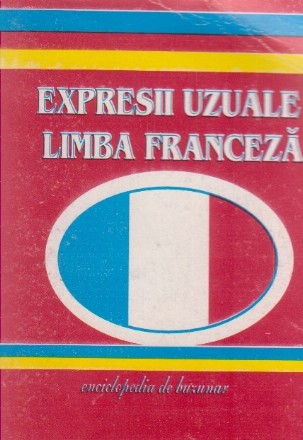 EXPRESII UZUALE
LIMBA FRANCEZĂ
enciclopedia de buzunar